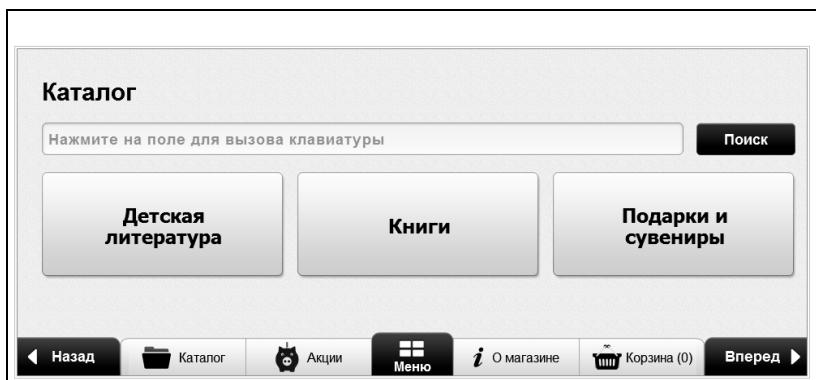 Каталог
Нажмите на поле для вызова клавиатуры
Поиск
Детская
литература
Книги
Подарки и
сувениры
Назад
Каталог
Акции
Меню
О магазине
Корзина (0)
Вперед